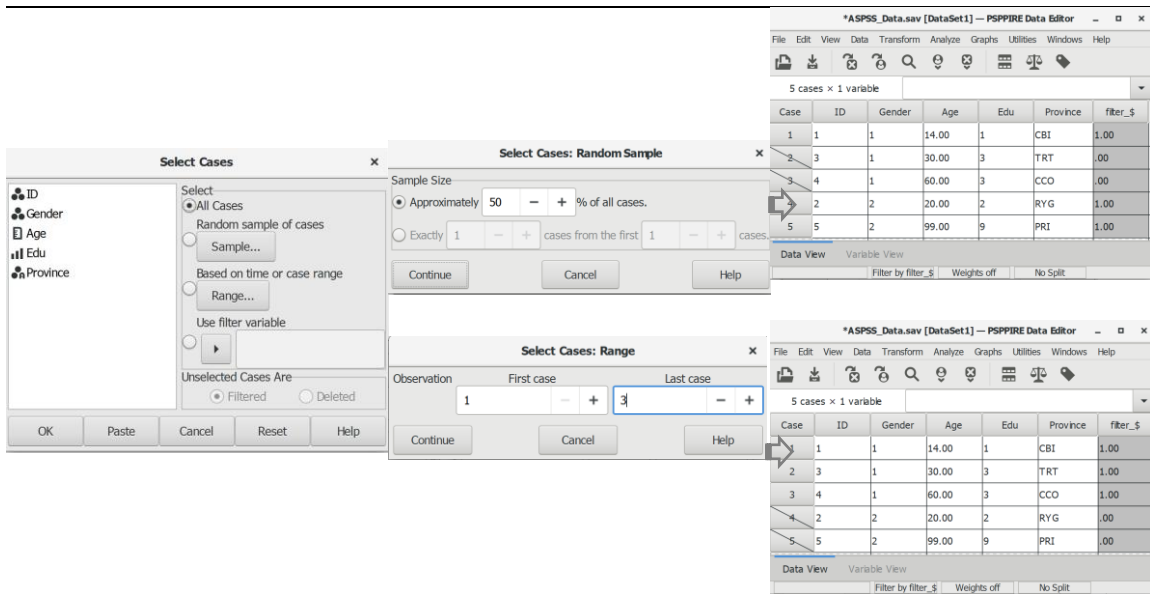 Select Cases ×
ID
Gender
Age
Edu
Province
Select
All Cases
Random sample of cases
Sample...
Based on time or case range
Range...
Use filter variable
Unselected Cases Are
Filtered Deleted
OK Paste Cancel Reset Help
Select Cases: Random Sample ×
Sample Size
Approximately 50 − + % of all cases.
Exactly 1 − + cases from the first 1 − + cases.
Continue Cancel Help
Select Cases: Range ×
Observation First case Last case
1 − + 3 − +
Continue Cancel Help
*ASPSS_Data.sav [DataSet1] — PSPPIRE Data Editor
File Edit View Data Transform Analyze Graphs Utilities Windows Help
5 cases × 1 variable
Case ID Gender Age Edu Province filter_$
1 1 1 14.00 1 CBI 1.00
2 3 1 30.00 3 TRT .00
3 4 1 60.00 3 CCO .00
4 2 2 20.00 2 RYG 1.00
5 5 2 99.00 9 PRI 1.00
Data View Variable View
Filter by filter_$ Weights off No Split
*ASPSS_Data.sav [DataSet1] — PSPPIRE Data Editor
File Edit View Data Transform Analyze Graphs Utilities Windows Help
5 cases × 1 variable
Case ID Gender Age Edu Province filter_$
1 1 1 14.00 1 CBI 1.00
2 3 1 30.00 3 TRT 1.00
3 4 1 60.00 3 CCO 1.00
4 2 2 20.00 2 RYG .00
5 5 2 99.00 9 PRI .00
Data View Variable View
Filter by filter_$ Weights off No Split